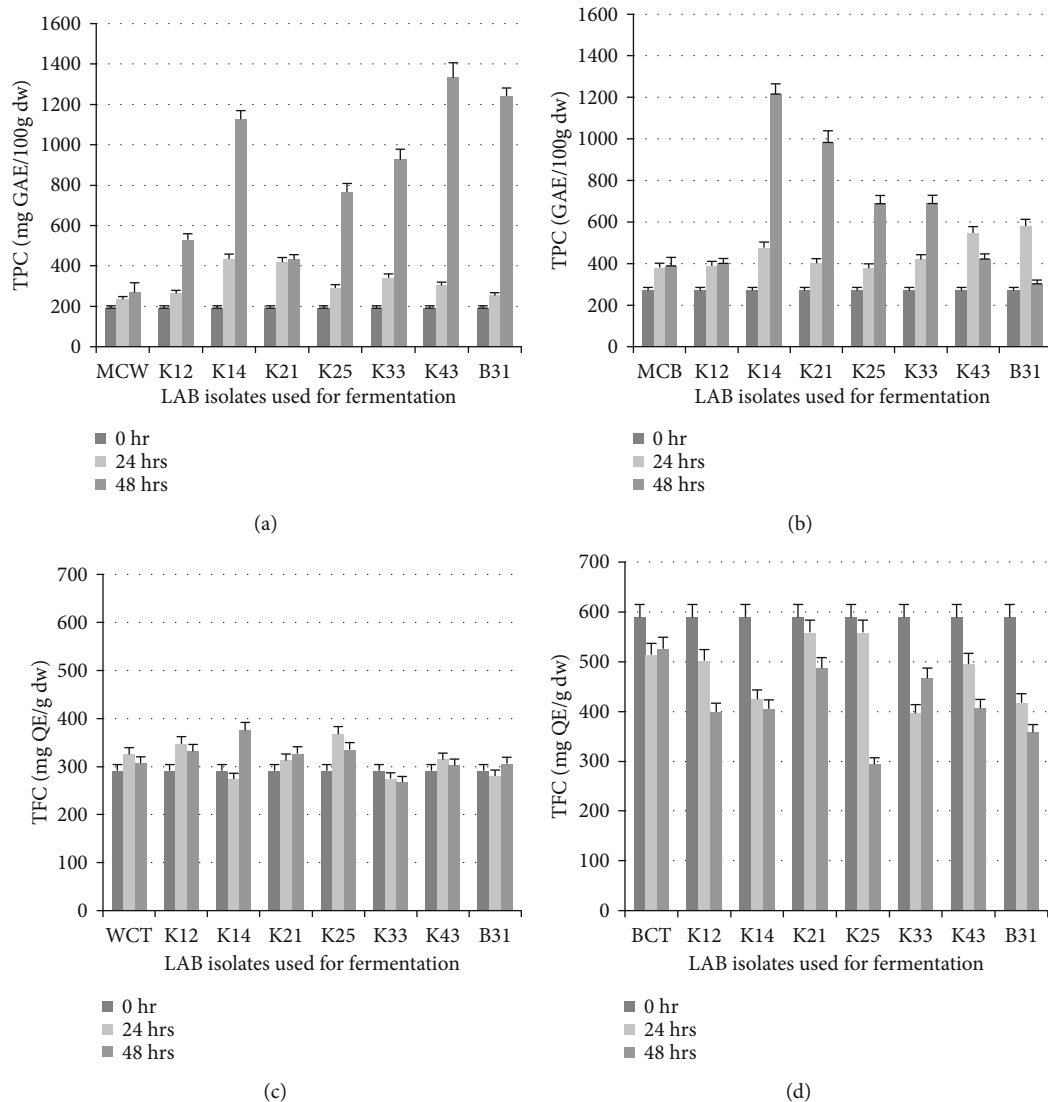 1600
1400
1200
1000
800
600
400
200
0
TPC (mg GAE/100g dw)
MCW K12 K14 K21 K25 K33 K43 B31
LAB isolates used for fermentation
0 hr
24 hrs
48 hrs
(a)
1600
1400
1200
1000
800
600
400
200
0
TPC (GAE/100g dw)
MCB K12 K14 K21 K25 K33 K43 B31
LAB isolates used for fermentation
0 hr
24 hrs
48 hrs
(b)
700
600
500
400
300
200
100
0
TFC (mg QE/g dw)
WCT K12 K14 K21 K25 K33 K43 B31
LAB isolates used for fermentation
0 hr
24 hrs
48 hrs
(c)
700
600
500
400
300
200
100
0
TFC (mg QE/g dw)
BCT K12 K14 K21 K25 K33 K43 B31
LAB isolates used for fermentation
0 hr
24 hrs
48 hrs
(d)